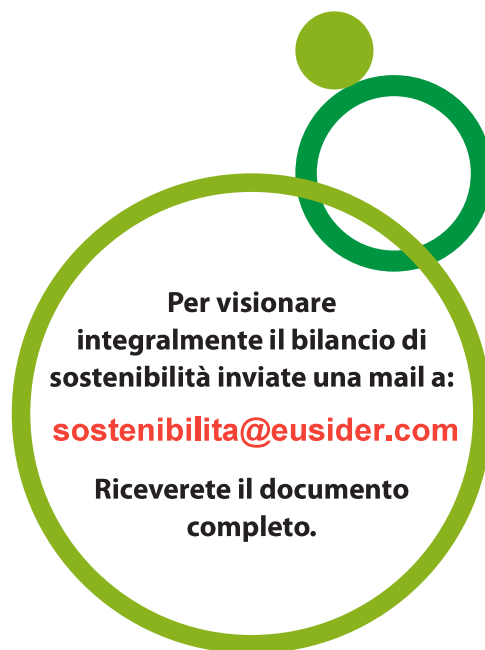 Per visionare
integralmente il bilancio di
sostenibilità inviate una mail a:
sostenibilita@eusider.com
Riceverete il documento
completo.